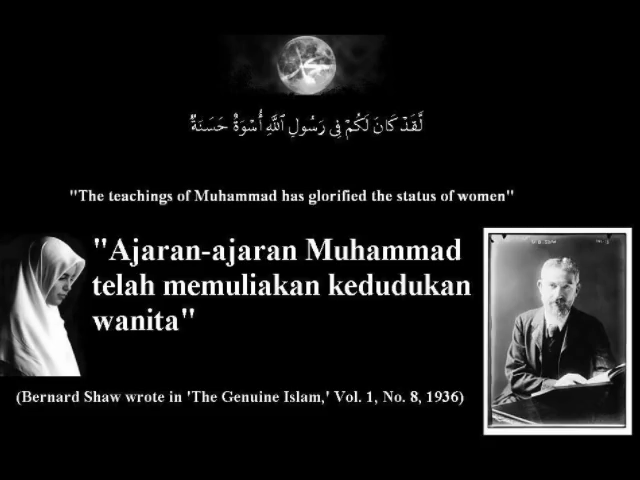 لَّقَدْ كَانَ لَكُمْ فِى رَسُولِ ٱللَّهِ أُسْوَةٌ حَسَنَةٌ
"The teachings of Muhammad has glorified the status of women"
"Ajaran-ajaran Muhammad
telah memuliakan kedudukan
wanita"
(Bernard Shaw wrote in 'The Genuine Islam,' Vol. 1, No. 8, 1936)